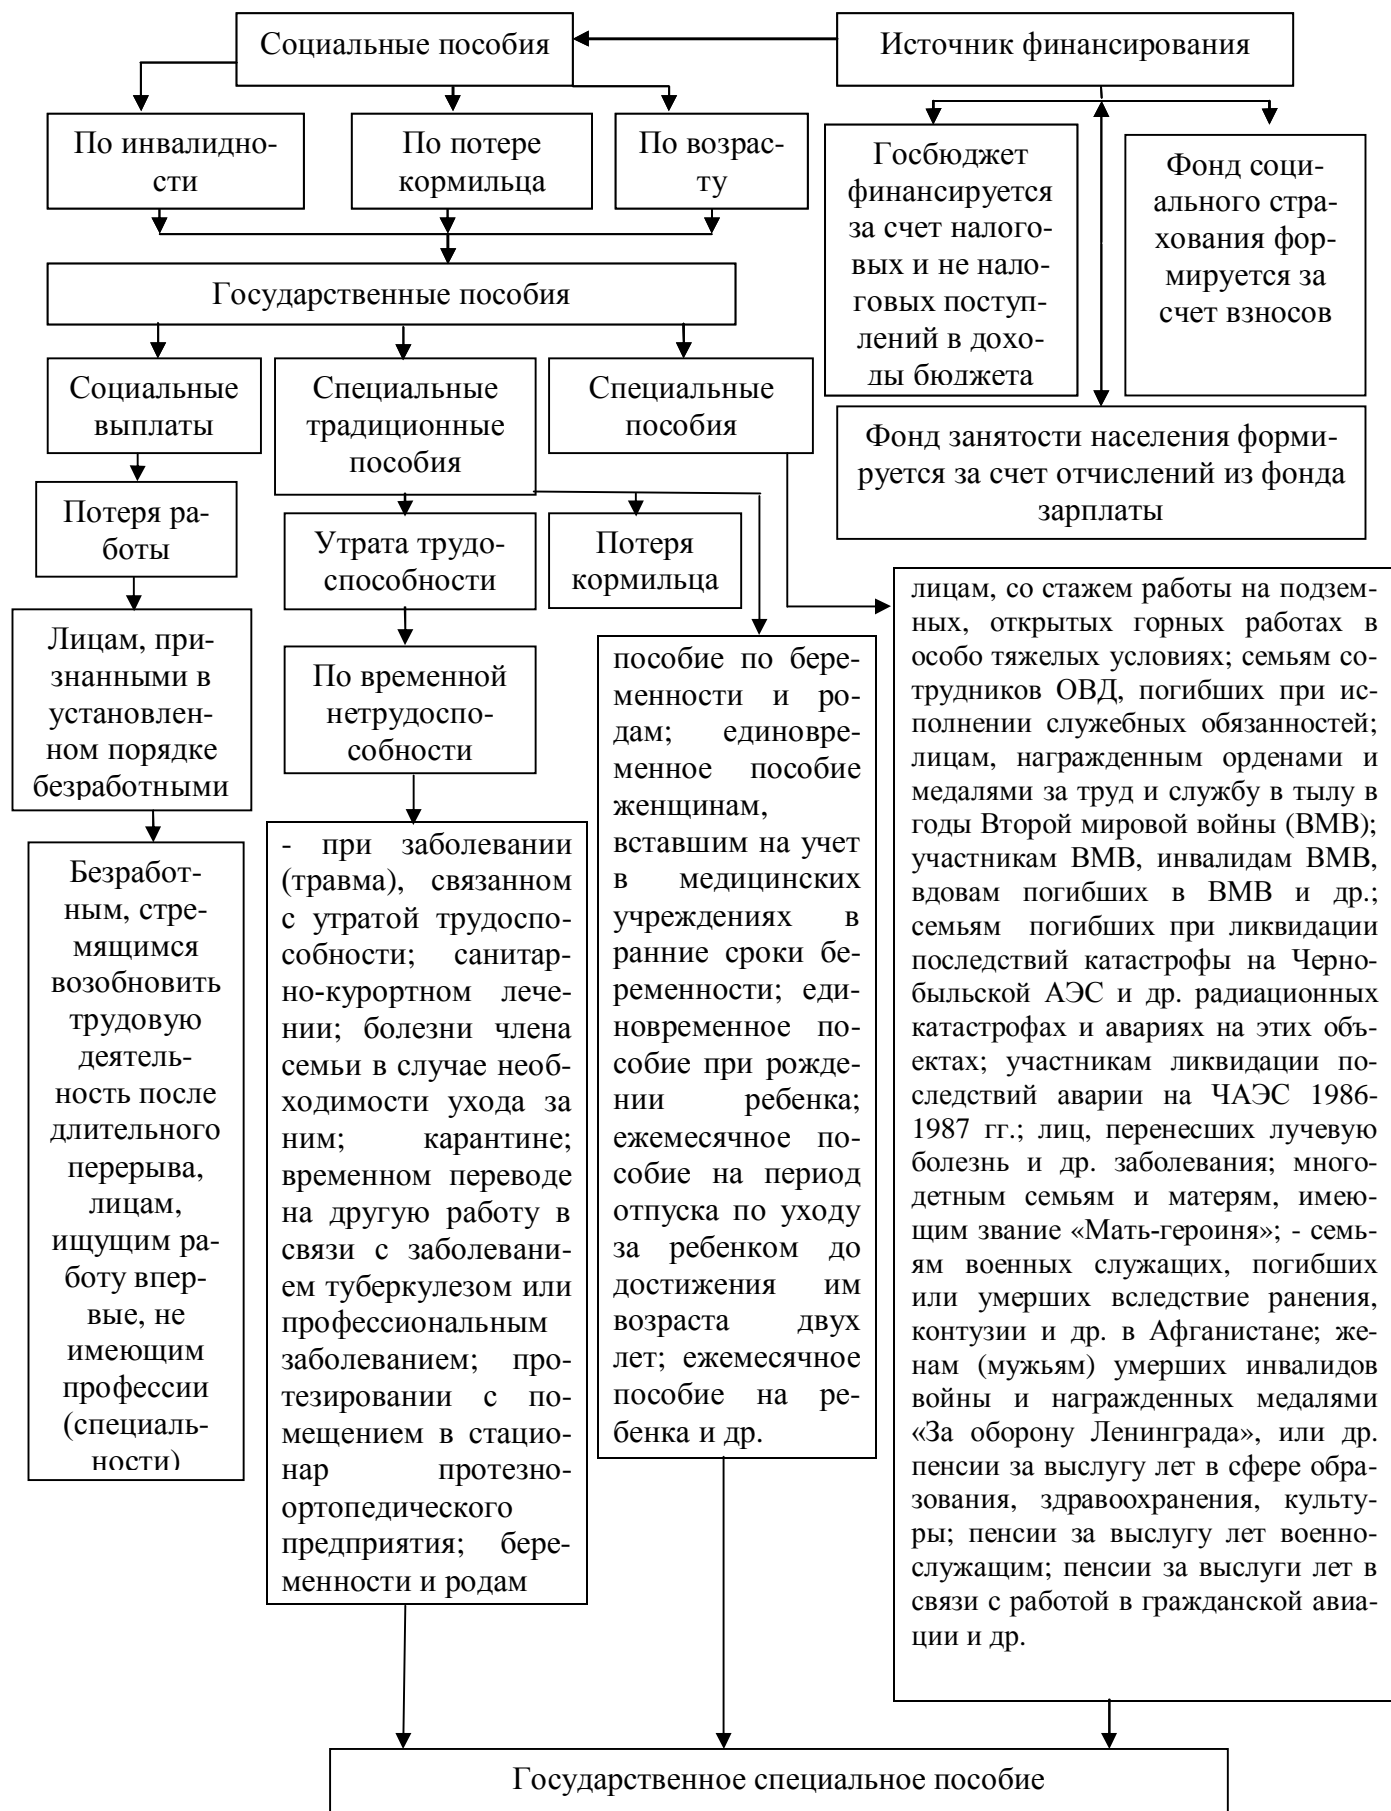 Социальные пособия
Источник финансирования
По инвалидно-
сти
По потере
кормильца
По возрас-
ту
Госбюджет
финансируется
за счет налого-
вых и не нало-
говых поступ-
лений в дохо-
ды бюджета
Фонд соци-
ального стра-
хования фор-
мируется за
счет взносов
Государственные пособия
Социальные
выплаты
Специальные
традиционные
пособия
Специальные
пособия
Фонд занятости населения форми-
руется за счет отчислений из фонда
зарплаты
Потеря ра-
боты
Утрата трудо-
способности
Потеря
кормильца
Лицам, при-
знанными в
установлен-
ном порядке
безработными
По временной
нетрудоспо-
собности
пособие по бере-
менности и ро-
дам; единовре-
менное пособие
женщинам,
вставшим на учет
в медицинских
учреждениях в
ранние сроки бе-
ременности; еди-
новременное по-
собие при рожде-
нии ребенка;
ежемесячное по-
собие на период
отпуска по уходу
за ребенком до
достижения им
возраста двух
лет; ежемесячное
пособие на ре-
бенка и др.
лицам, со стажем работы на подзем-
ных, открытых горных работах в
особо тяжелых условиях; семьям со-
трудников ОВД, погибших при ис-
полнении служебных обязанностей;
лицам, награжденным орденами и
медалями за труд и службу в тылу в
годы Второй мировой войны (ВМВ);
участникам ВМВ, инвалидам ВМВ,
вдовам погибших в ВМВ и др.;
семьям погибших при ликвидации
последствий катастрофы на Черно-
быльской АЭС и др. радиационных
катастрофах и авариях на этих объ-
ектах; участникам ликвидации по-
следствий аварии на ЧАЭС 1986-
1987 гг.; лиц, перенесших лучевую
болезнь и др. заболевания; много-
детным семьям и матерям, имею-
щим звание «Мать-героиня»; - семь-
ям военных служащих, погибших
или умерших вследствие ранения,
контузии и др. в Афганистане; же-
нам (мужьям) умерших инвалидов
войны и награжденных медалями
«За оборону Ленинграда», или др.
пенсии за выслугу лет в сфере обра-
зования, здравоохранения, культу-
ры; пенсии за выслугу лет военно-
служащим; пенсии за выслуги лет в
связи с работой в гражданской авиа-
ции и др.
Безработ-
ным, стре-
мящимся
возобновить
трудовую
деятель-
ность после
длительного
перерыва,
лицам,
ищущим ра-
боту впер-
вые, не
имеющим
профессии
(специаль-
ности)
- при заболевании
(травма), связанном
с утратой трудоспо-
собности; санитар-
но-курортном лече-
нии; болезни члена
семьи в случае необ-
ходимости ухода за
ним; карантине;
временном переводе
на другую работу в
связи с заболевани-
ем туберкулезом или
профессиональным
заболеванием; про-
тезировании с по-
мещением в стацио-
нар протезно-
ортопедического
предприятия; бере-
менности и родам
Государственное специальное пособие